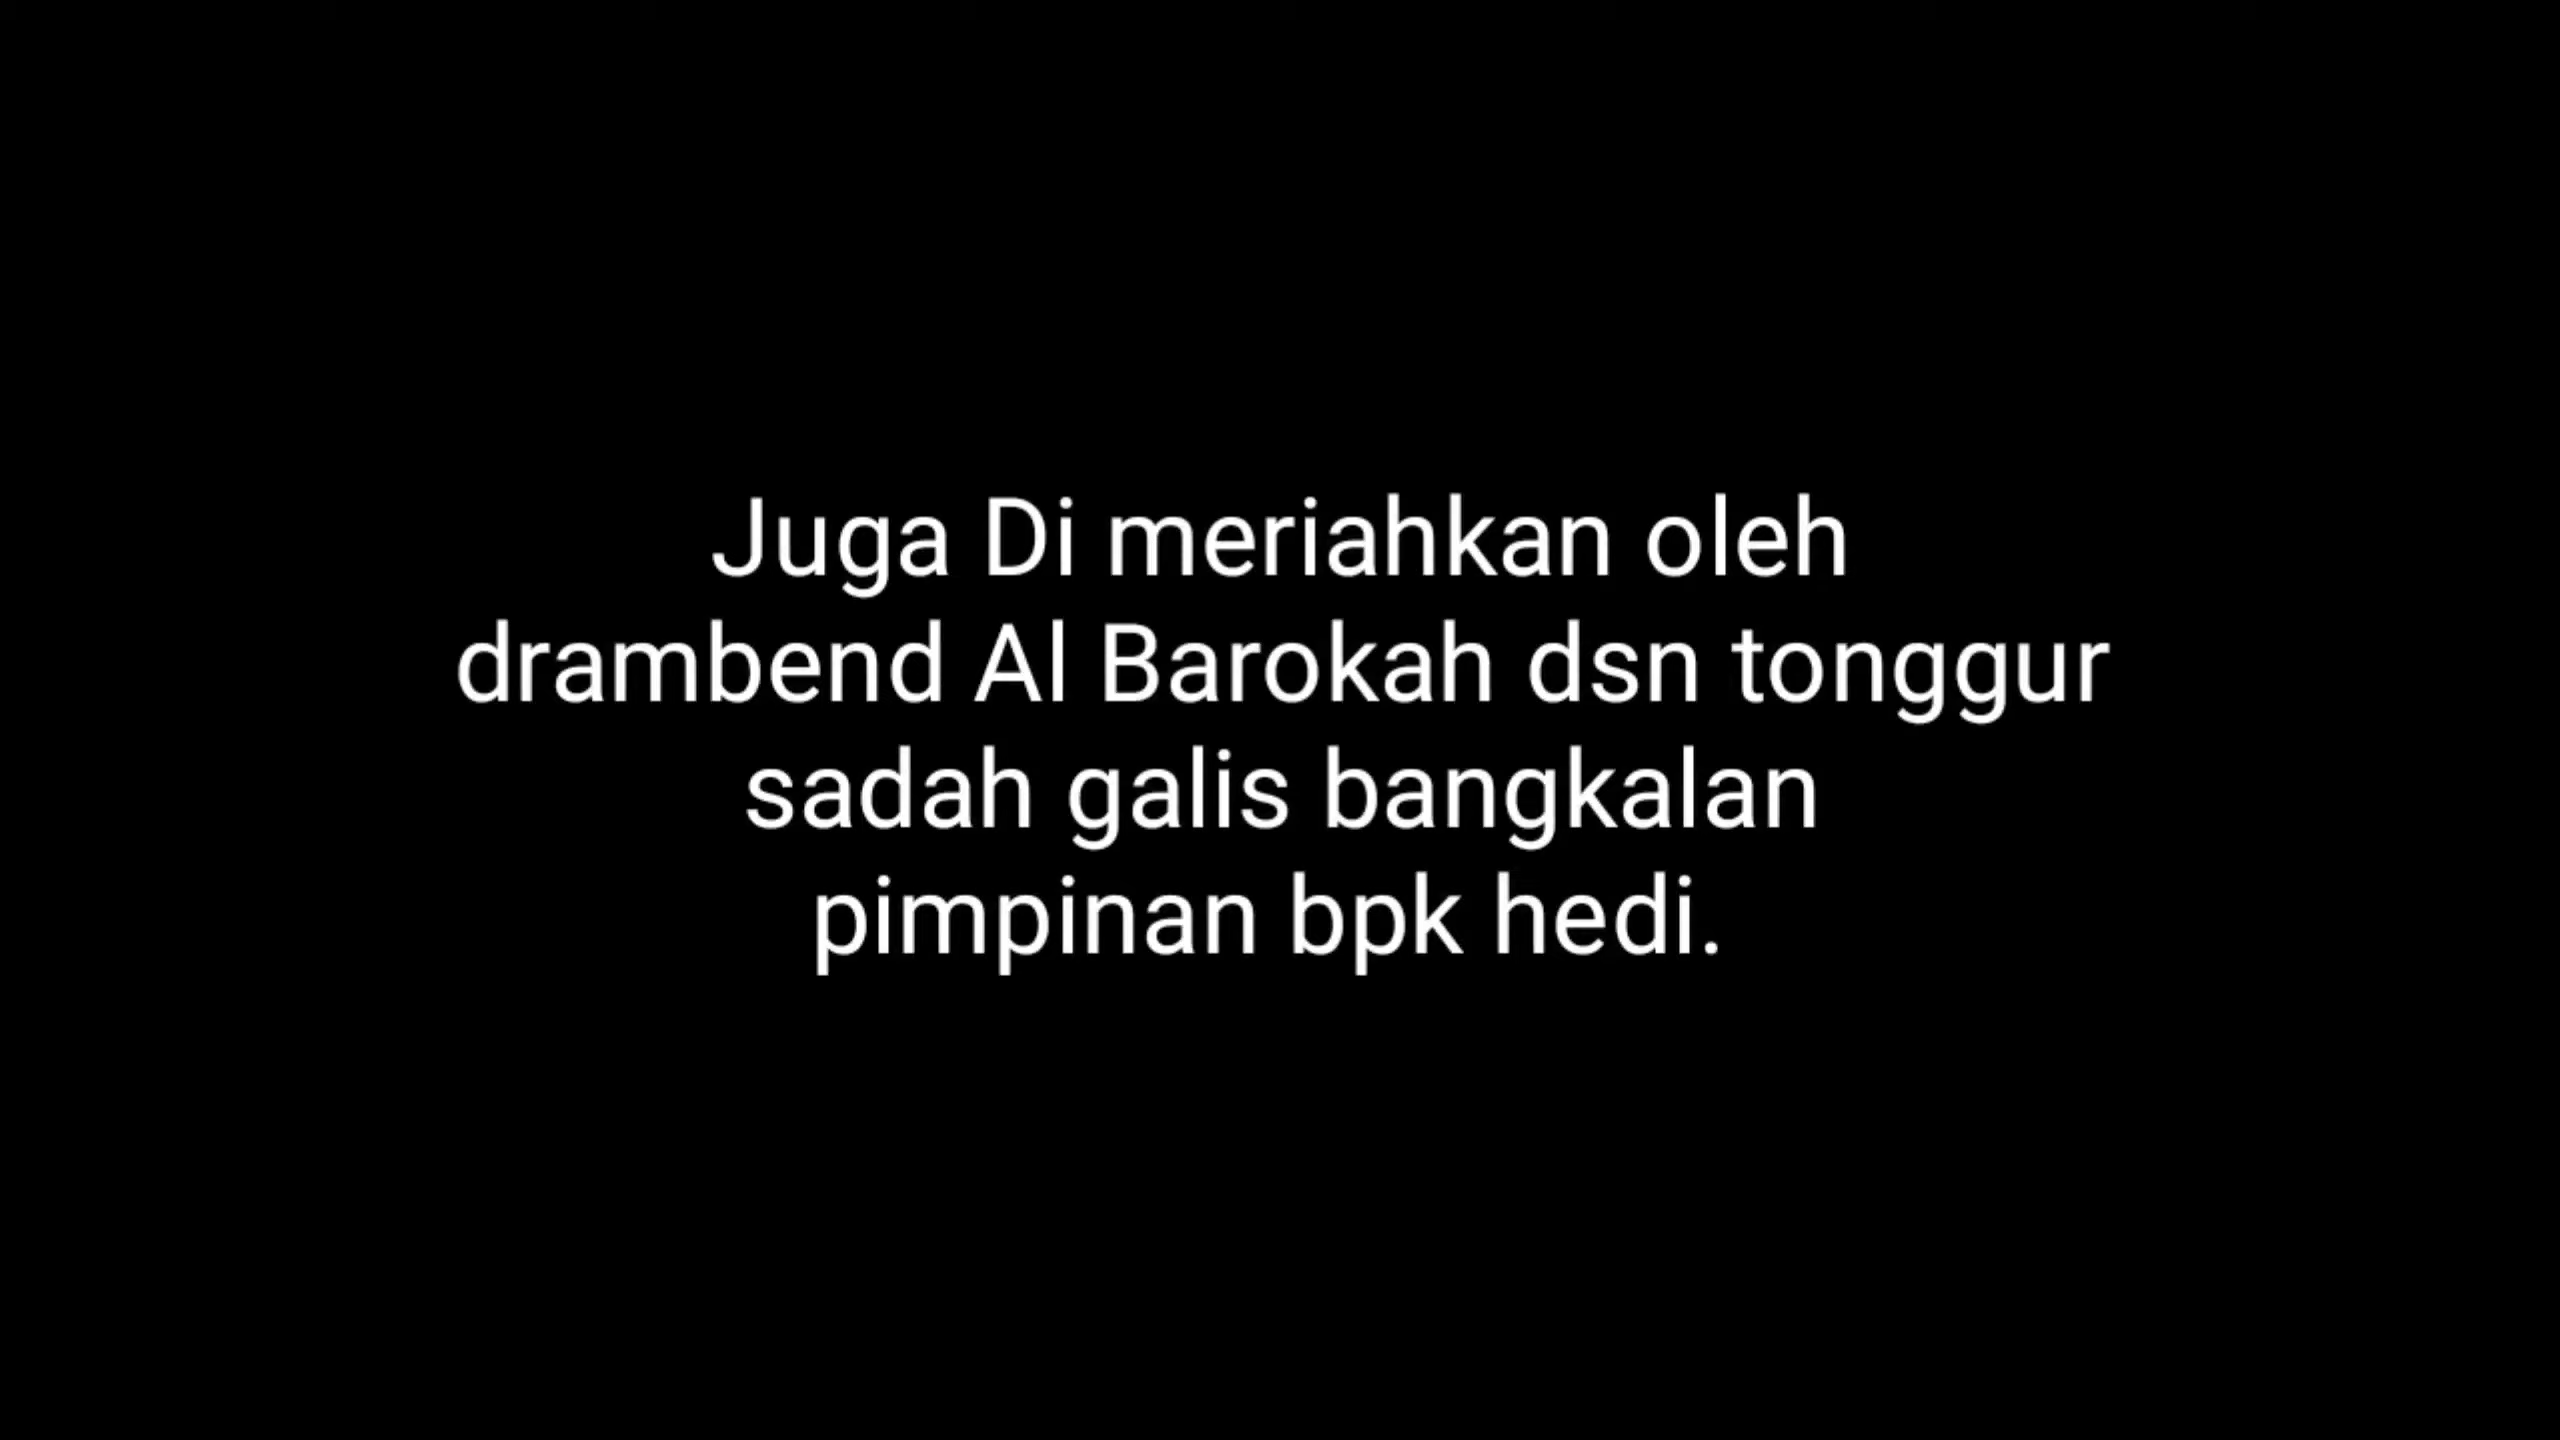 Juga Di meriahkan oleh
drambend Al Barokah dsn tonggur
sadah galis bangkalan
pimpinan bpk hedi.